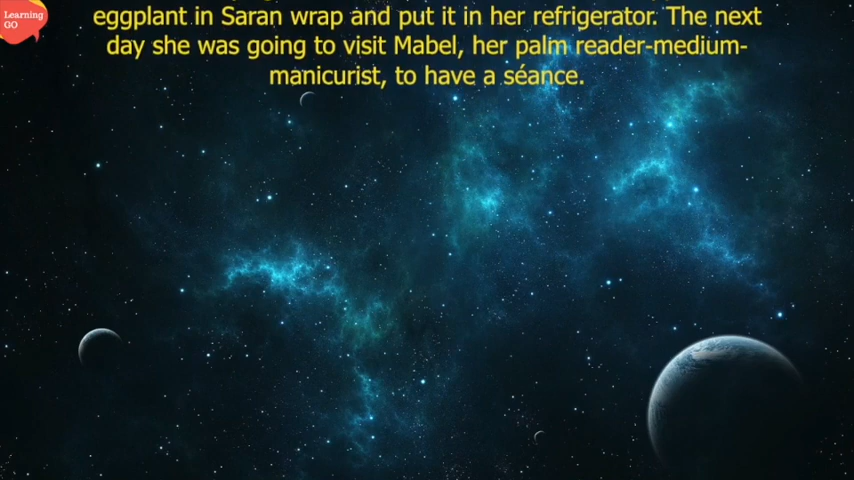 Learning
GO
eggplant in Saran wrap and put it in her refrigerator. The next
day she was going to visit Mabel, her palm reader-medium-
manicurist, to have a séance.